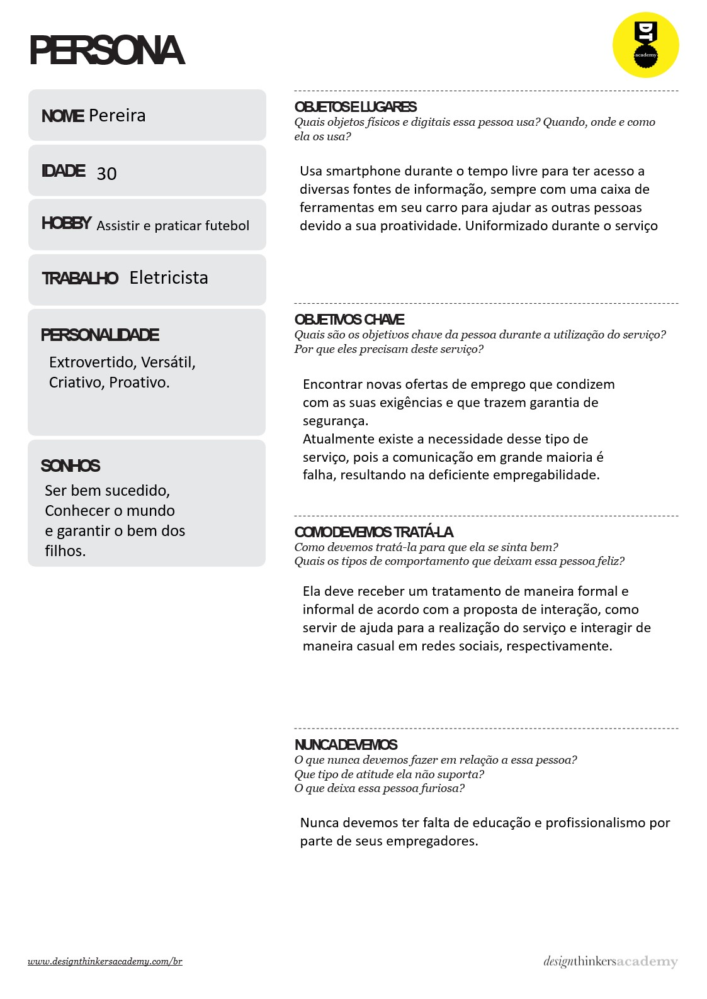 PERSONA
DT
academy
NOME Pereira
IDADE 30
HOBBY Assistir e praticar futebol
TRABALHO Eletricista
PERSONALIDADE
Extrovertido, Versátil,
Criativo, Proativo.
SONHOS
Ser bem sucedido,
Conhecer o mundo
e garantir o bem dos
filhos.
OBJETOS E LUGARES
Quais objetos físicos e digitais essa pessoa usa? Quando, onde e como
ela os usa?
Usa smartphone durante o tempo livre para ter acesso a
diversas fontes de informação, sempre com uma caixa de
ferramentas em seu carro para ajudar as outras pessoas
devido a sua proatividade. Uniformizado durante o serviço
OBJETIVOS CHAVE
Quais são os objetivos chave da pessoa durante a utilização do serviço?
Por que eles precisam deste serviço?
Encontrar novas ofertas de emprego que condizem
com as suas exigências e que trazem garantia de
segurança.
Atualmente existe a necessidade desse tipo de
serviço, pois a comunicação em grande maioria é
falha, resultando na deficiente empregabilidade.
COMO DEVEMOS TRATÁ-LA
Como devemos tratá-la para que ela se sinta bem?
Quais os tipos de comportamento que deixam essa pessoa feliz?
Ela deve receber um tratamento de maneira formal e
informal de acordo com a proposta de interação, como
servir de ajuda para a realização do serviço e interagir de
maneira casual em redes sociais, respectivamente.
NUNCA DEVEMOS
O que nunca devemos fazer em relação a essa pessoa?
Que tipo de atitude ela não suporta?
O que deixa essa pessoa furiosa?
Nunca devemos ter falta de educação e profissionalismo por
parte de seus empregadores.
www.designthinkersacademy.com/br
designthinkersacademy